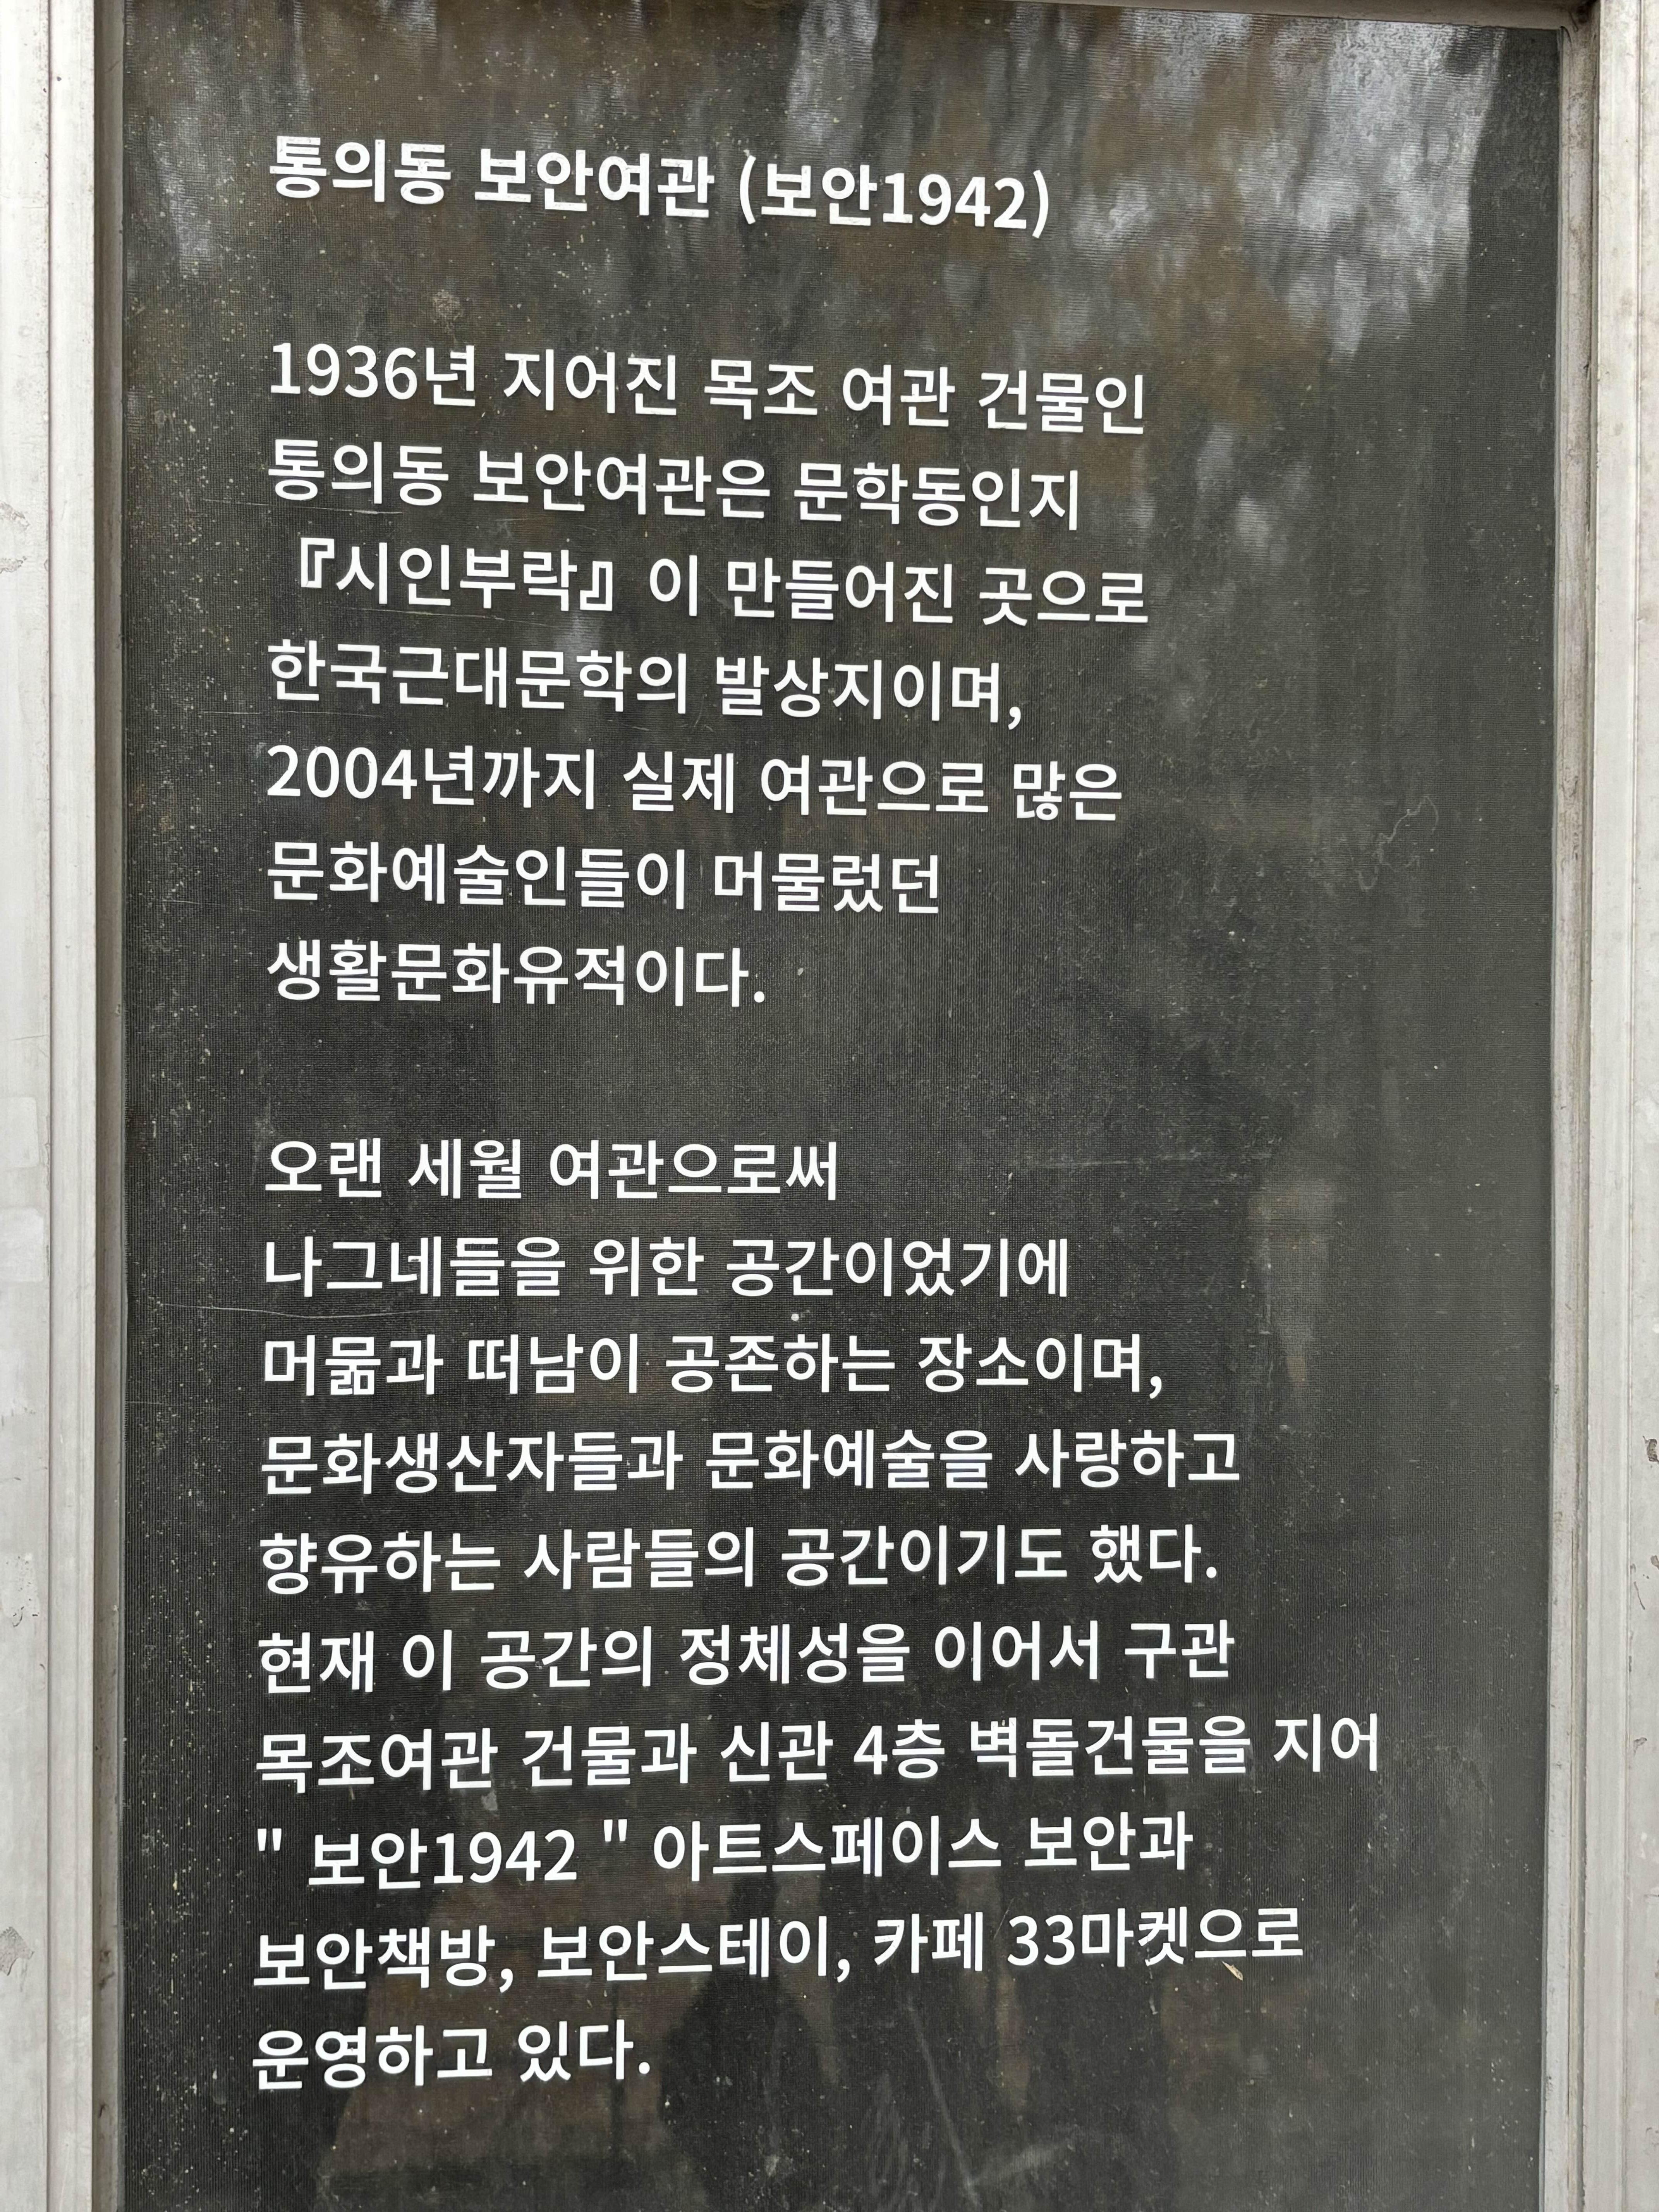 통의동 보안여관 (보안1942)
1936년 지어진 목조 여관 건물인
통의동 보안여관은 문학동인지
『시인부락』이 만들어진 곳으로
한국근대문학의 발상지이며,
2004년까지 실제 여관으로 많은
문화예술인들이 머물렀던
생활문화유적이다.
오랜 세월 여관으로써
나그네들을 위한 공간이었기에
머묾과 떠남이 공존하는 장소이며,
문화생산자들과 문화예술을 사랑하고
향유하는 사람들의 공간이기도 했다.
현재 이 공간의 정체성을 이어서 구관
목조여관 건물과 신관 4층 벽돌건물을 지어
" 보안1942 " 아트스페이스 보안과
보안책방, 보안스테이, 카페 33마켓으로
운영하고 있다.